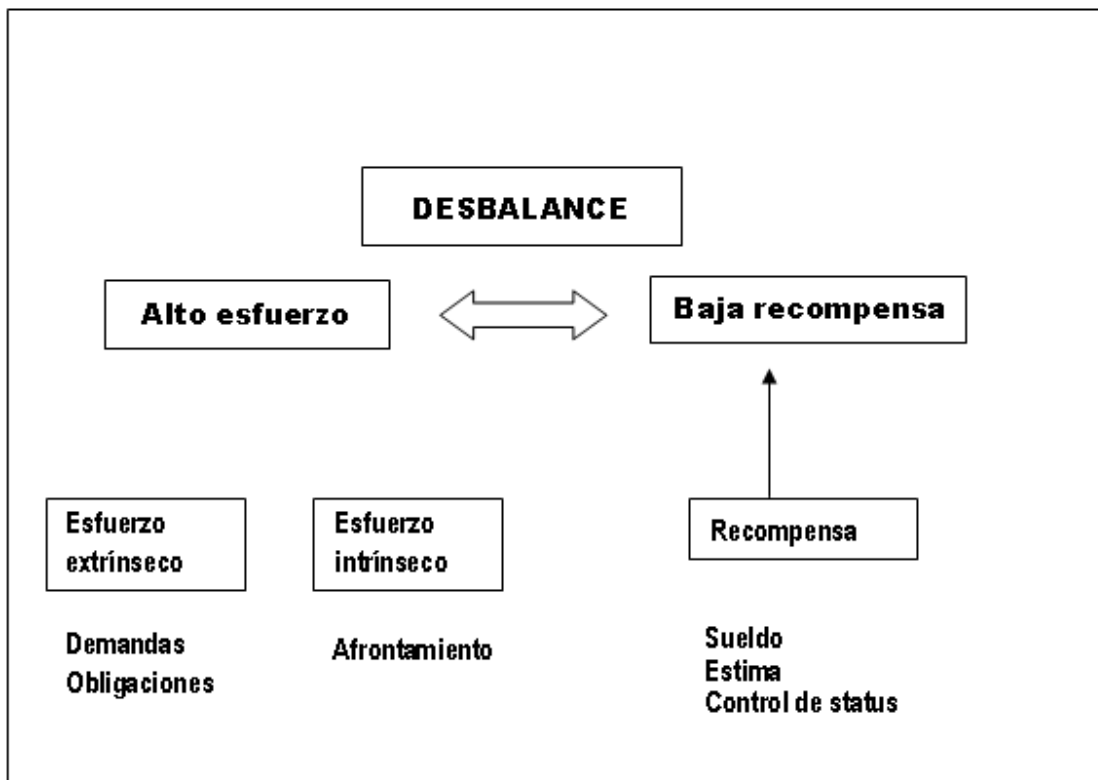 DESBALANCE
Alto esfuerzo
Baja recompensa
Esfuerzo
extrínseco
Esfuerzo
intrínseco
Recompensa
Demandas
Obligaciones
Afrontamiento
Sueldo
Estima
Control de status